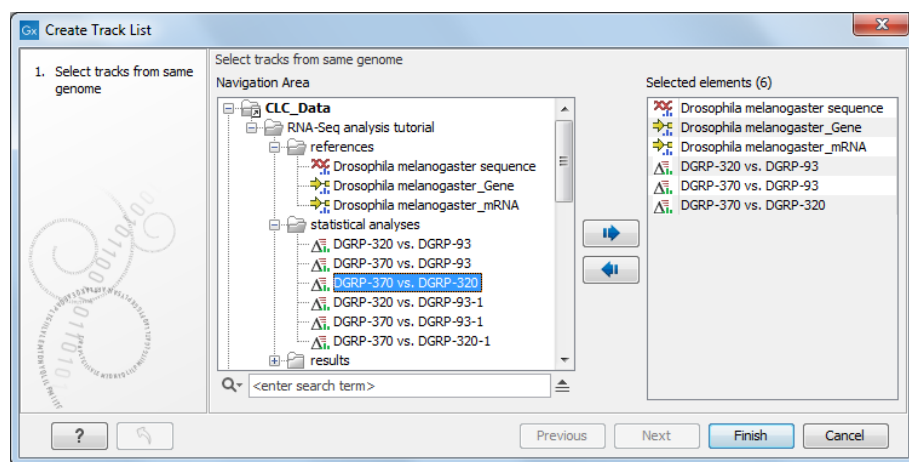 Gx Create Track List
1. Select tracks from same
genome
Select tracks from same genome
Navigation Area
CLC_Data
RNA-Seq analysis tutorial
references
Drosophila melanogaster sequence
Drosophila melanogaster_Gene
Drosophila melanogaster_mRNA
statistical analyses
DGRP-320 vs. DGRP-93
DGRP-370 vs. DGRP-93
DGRP-370 vs. DGRP-320
DGRP-320 vs. DGRP-93-1
DGRP-370 vs. DGRP-93-1
DGRP-370 vs. DGRP-320-1
results
<enter search term>
Selected elements (6)
Drosophila melanogaster sequence
Drosophila melanogaster_Gene
Drosophila melanogaster_mRNA
DGRP-320 vs. DGRP-93
DGRP-370 vs. DGRP-93
DGRP-370 vs. DGRP-320
? Previous Next Finish Cancel